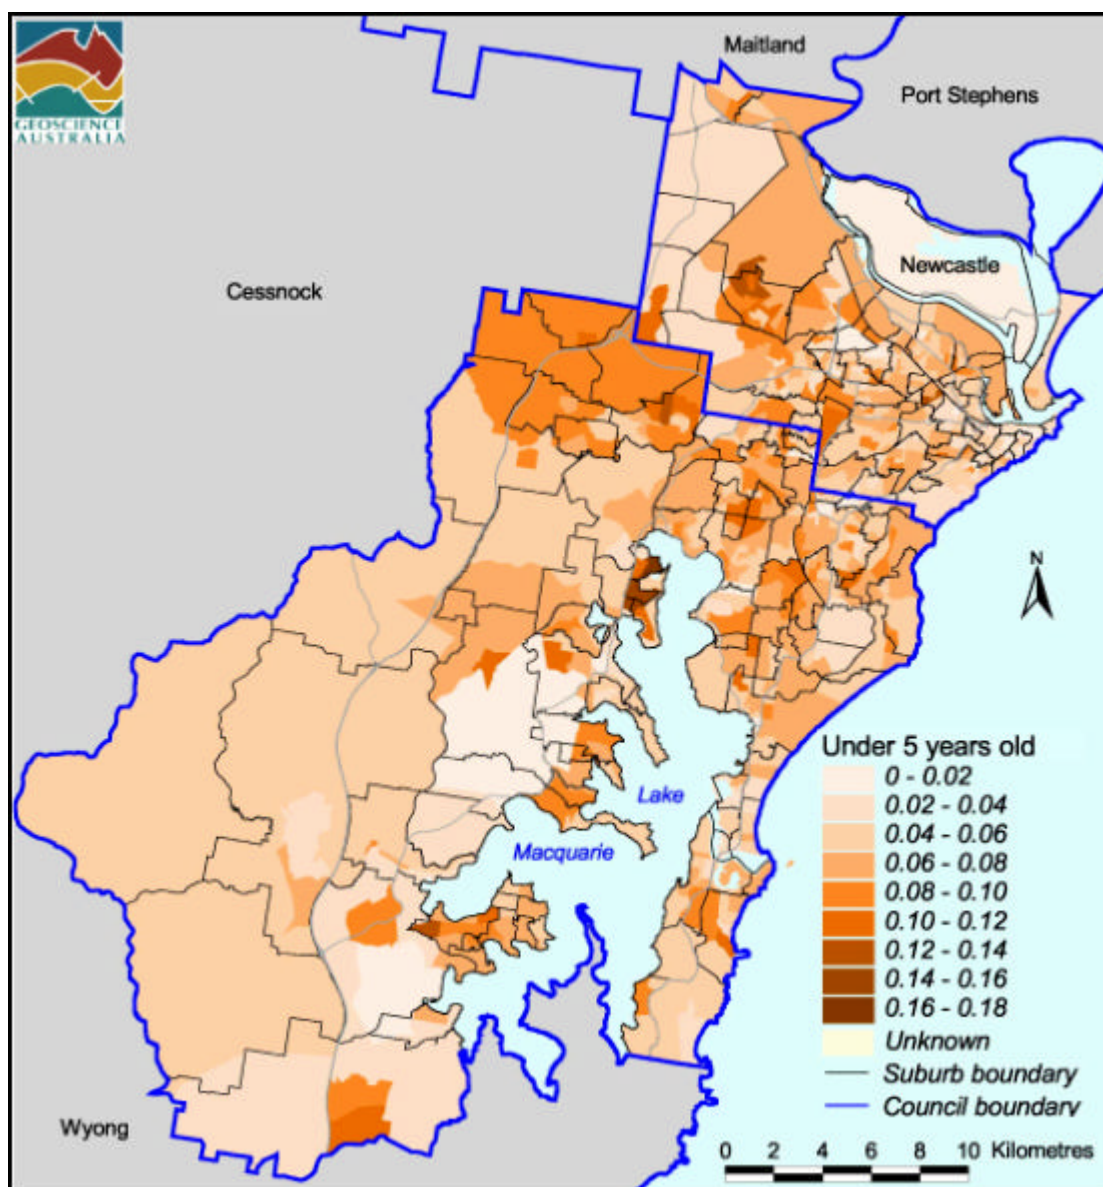 GEOSCIENCE
AUSTRALIA
Maitland
Port Stephens
Cessnock
Newcastle
N
Lake
Macquarie
Wyong
Under 5 years old
0 - 0.02
0.02 - 0.04
0.04 - 0.06
0.06 - 0.08
0.08 - 0.10
0.10 - 0.12
0.12 - 0.14
0.14 - 0.16
0.16 - 0.18
Unknown
Suburb boundary
Council boundary
0 2 4 6 8 10 Kilometres